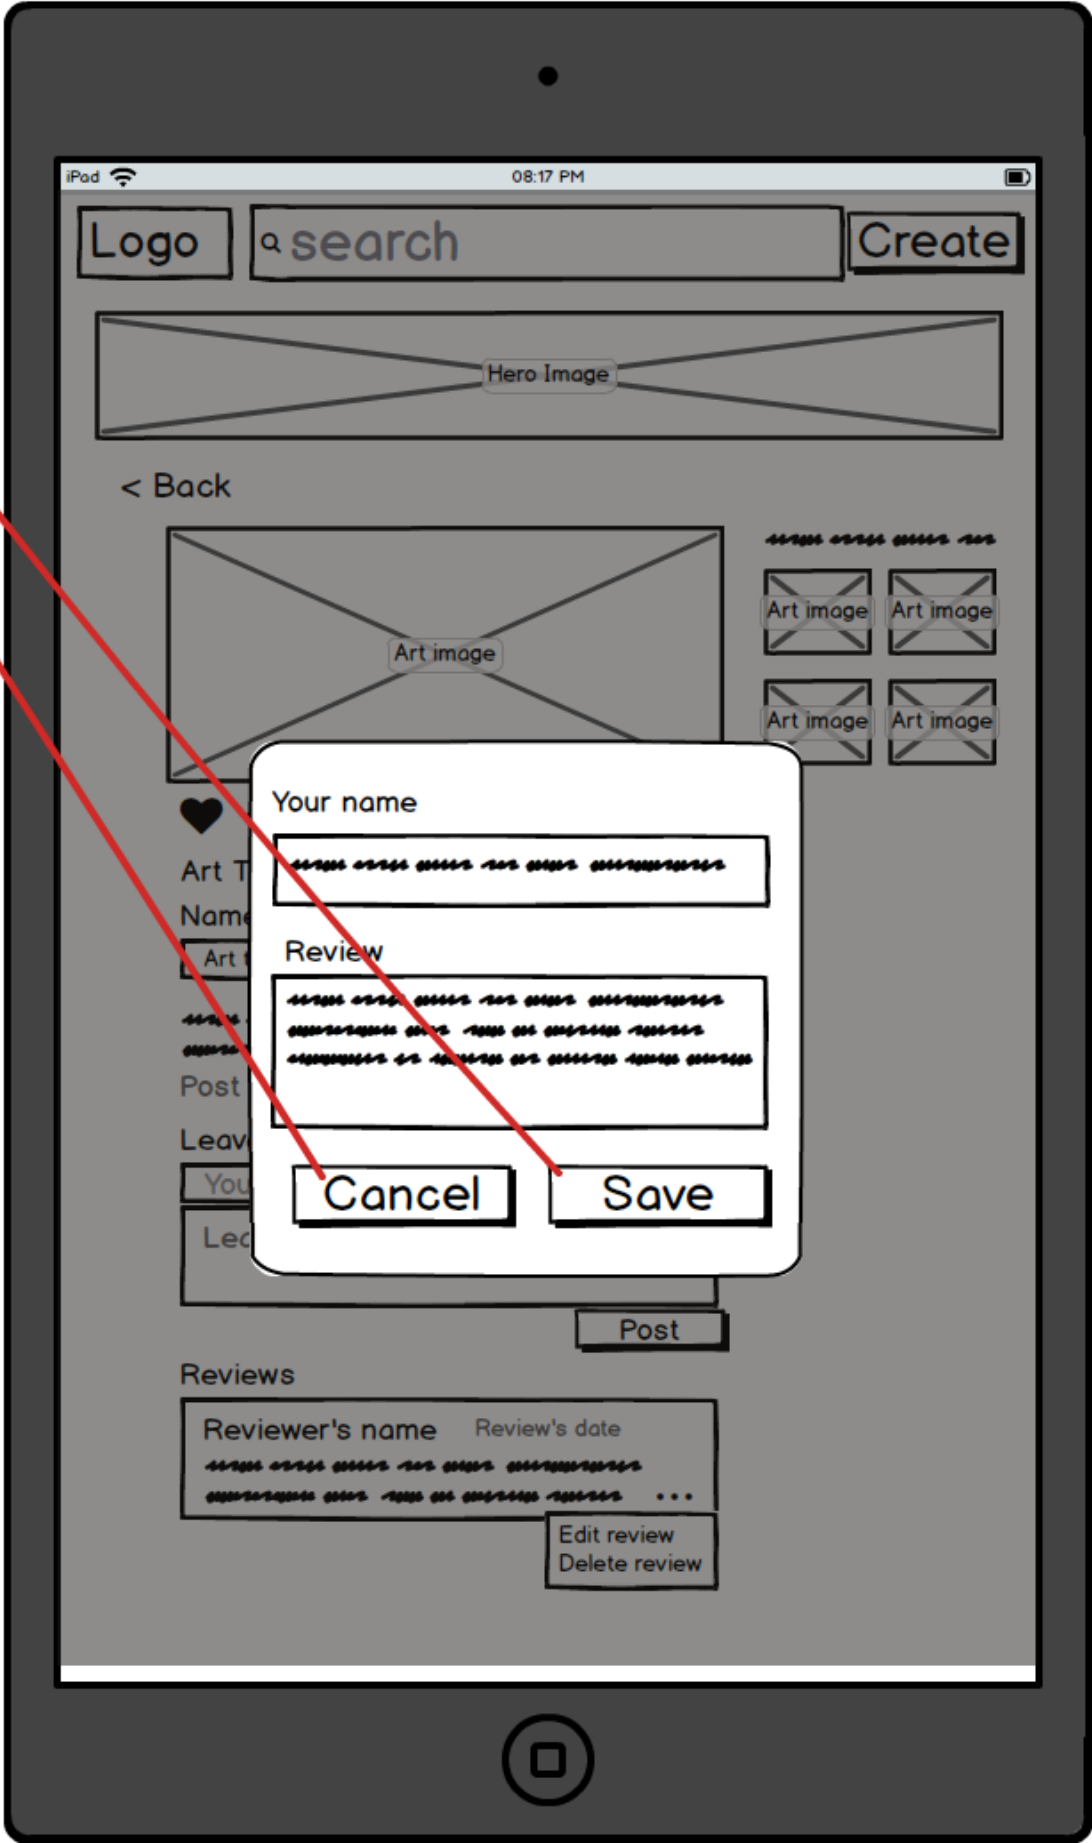 iPad 08:17 PM
Logo search Create
Hero Image
< Back
Art image
Art image Art image
Art image Art image
Your name
Art T
Name
Art t
Review
Post
Leav
You
Lea
Cancel Save
Post
Reviews
Reviewer's name Review's date
...
Edit review
Delete review